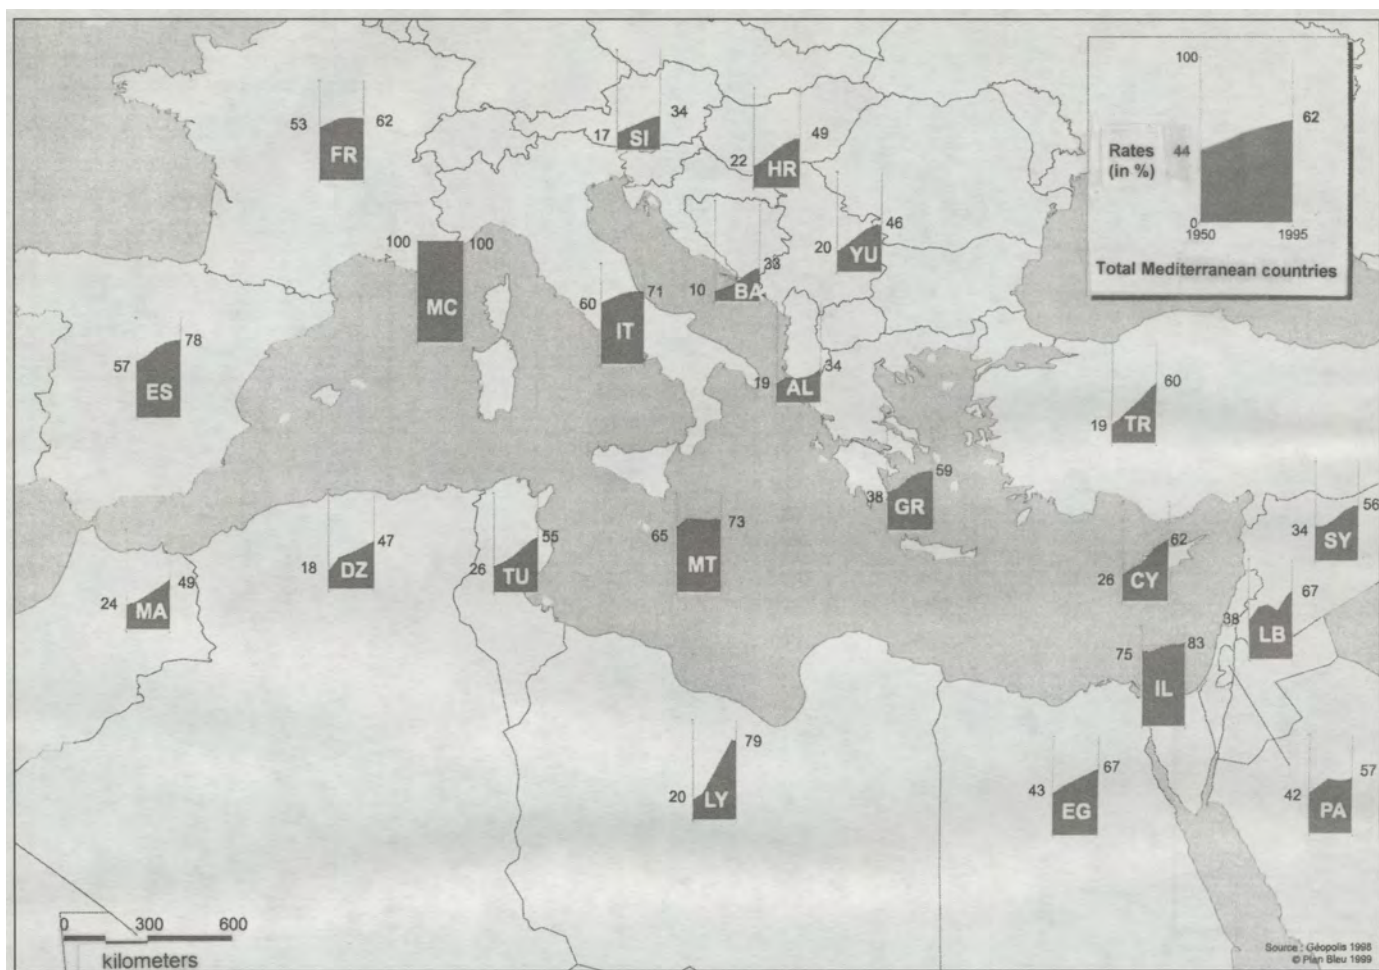 100
53
62
FR
17
34
SI
22
49
HR
Rates
(in %)
44
62
0
1950
1995
Total Mediterranean countries
20
46
YU
10
33
BA
100
100
MC
60
71
IT
57
78
ES
19
34
AL
19
60
TR
38
59
GR
34
56
SY
18
47
DZ
26
55
TU
65
73
MT
26
62
CY
24
49
MA
38
67
LB
75
83
IL
20
79
LY
43
67
EG
42
57
PA
0
300
600
kilometers
Source : Géopolis 1998
© Plan Bleu 1999